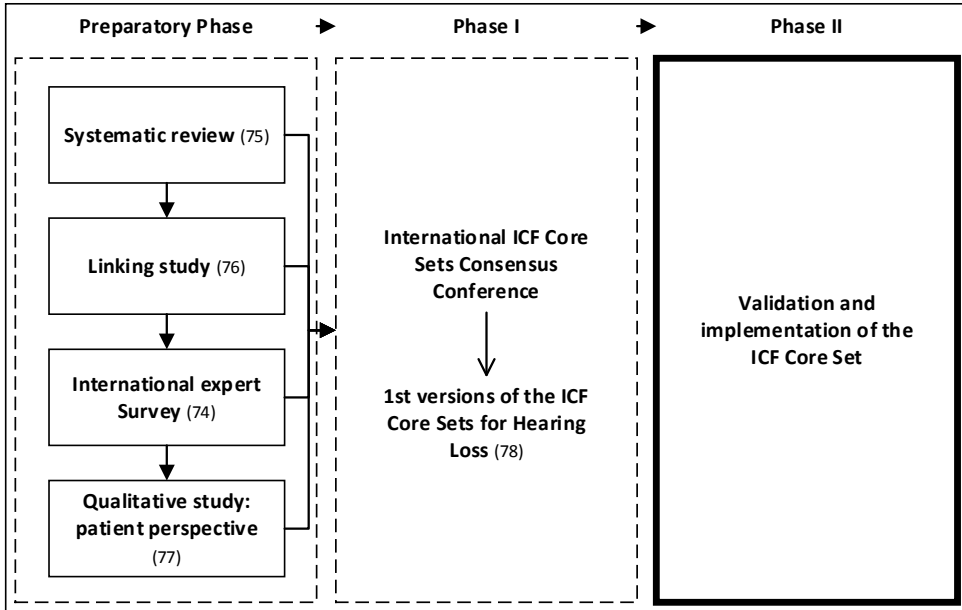 Preparatory Phase
Phase I
Phase II
Systematic review (75)
Linking study (76)
International expert
Survey (74)
Qualitative study:
patient perspective
(77)
International ICF Core
Sets Consensus
Conference
1st versions of the ICF
Core Sets for Hearing
Loss (78)
Validation and
implementation of the
ICF Core Set